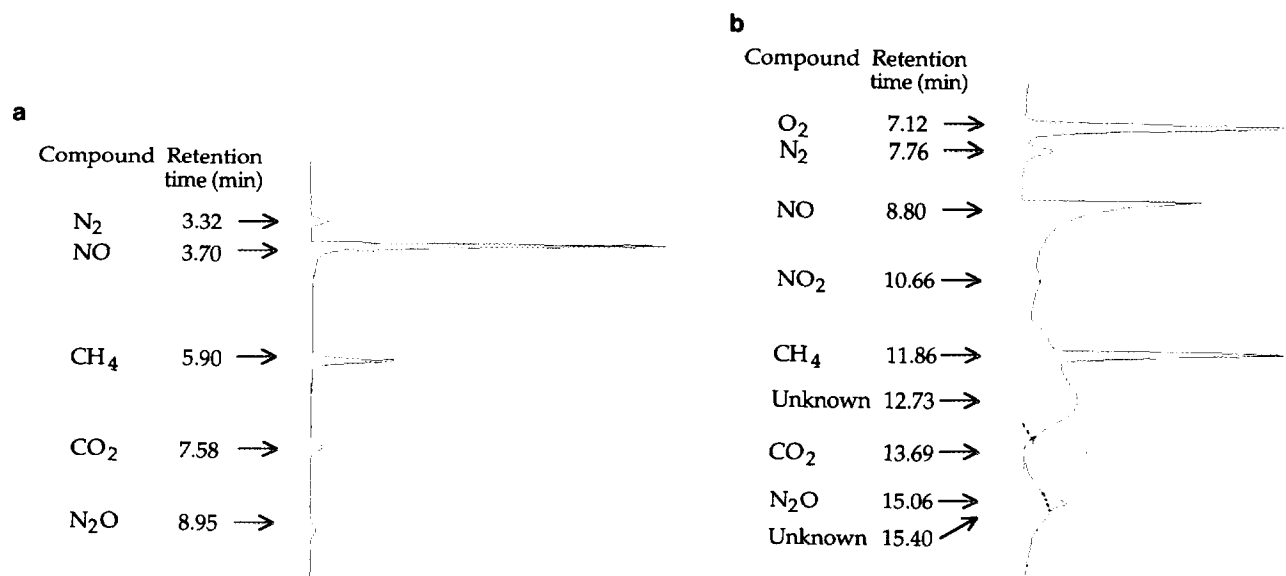 a
Compound Retention
time (min)
N2 3.32
NO 3.70
CH4 5.90
CO2 7.58
N2O 8.95
b
Compound Retention
time (min)
O2 7.12
N2 7.76
NO 8.80
NO2 10.66
CH4 11.86
Unknown 12.73
CO2 13.69
N2O 15.06
Unknown 15.40